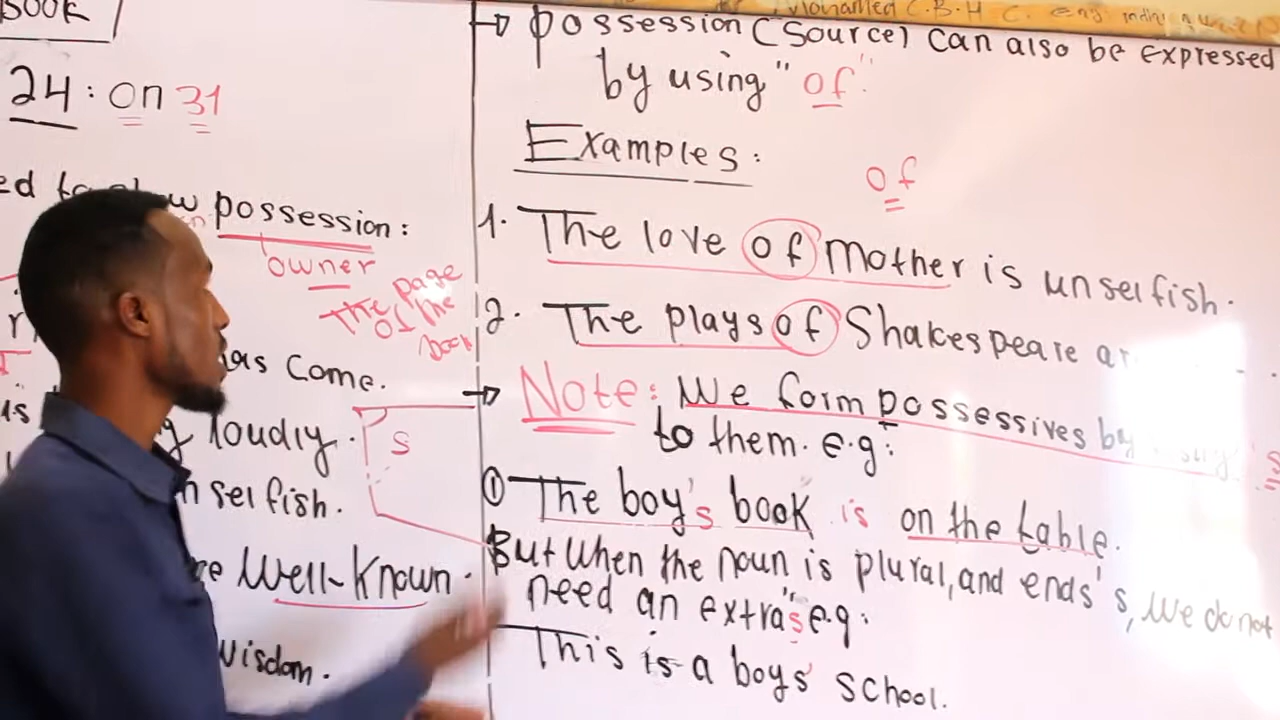 BOOK
24: on 31
ed to show possession:
owner
The page
of the
book
as Come.
loudly.
s
selfish.
re Well-Known.
wisdom.
Mohamed C.B.H C.
→ possession (Source) can also be expressed
by using "of"
Examples:
of
1. The love of Mother is unselfish.
2. The plays of Shakespeare ar
→ Note: We form possessives by
to them. e.g:
① The boy's book is on the table.
But when the noun is plural, and ends's s, We do not
need an extra "s e.g:
This is a boys' school.